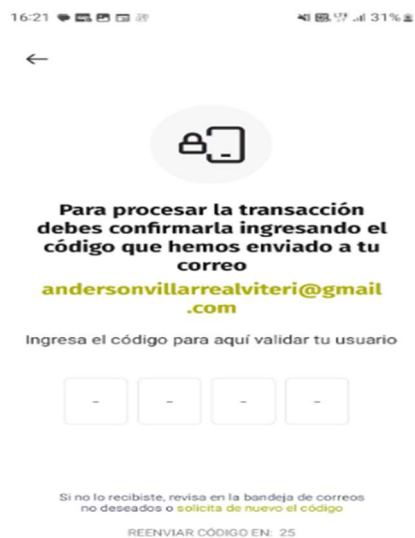 16:21 31%
Para procesar la transacción
debes confirmarla ingresando el
código que hemos enviado a tu
correo
andersonvillarrealviteri@gmail
.com
Ingresa el código para aquí validar tu usuario
- - - -
Si no lo recibiste, revisa en la bandeja de correos
no deseados o solicita de nuevo el código
REENVIAR CÓDIGO EN: 25